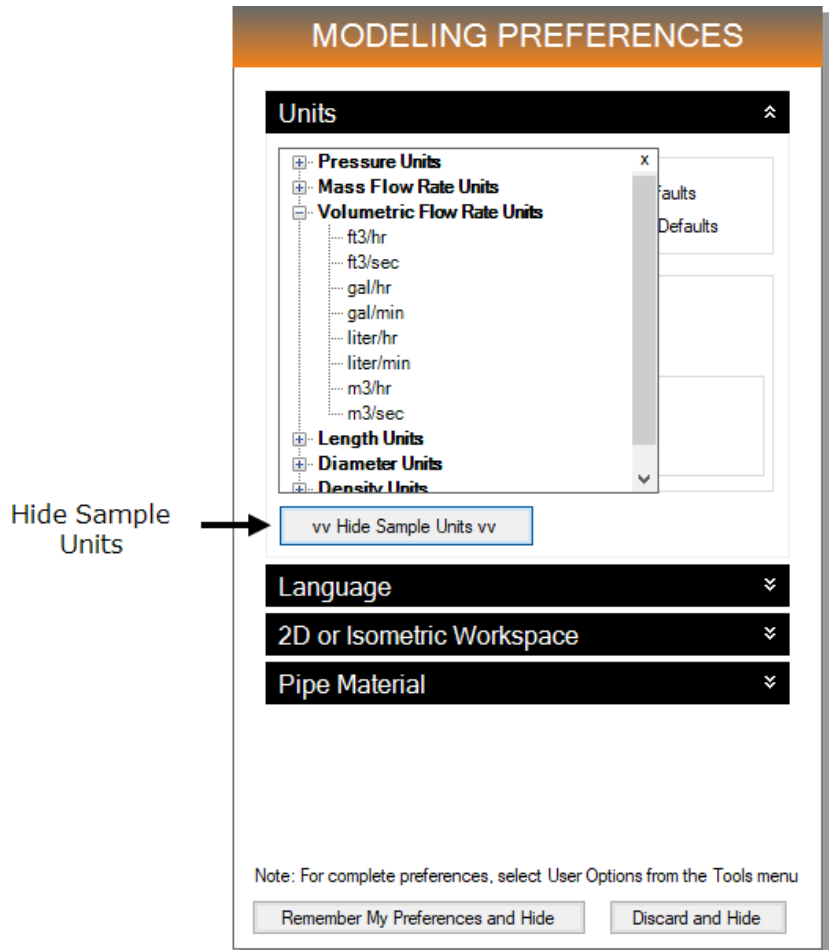 MODELING PREFERENCES
Units
Pressure Units
x
Mass Flow Rate Units
faults
Volumetric Flow Rate Units
Defaults
ft3/hr
ft3/sec
gal/hr
gal/min
liter/hr
liter/min
m3/hr
m3/sec
Length Units
Diameter Units
Density Units
Hide Sample
Units
vv Hide Sample Units vv
Language
2D or Isometric Workspace
Pipe Material
Note: For complete preferences, select User Options from the Tools menu
Remember My Preferences and Hide
Discard and Hide